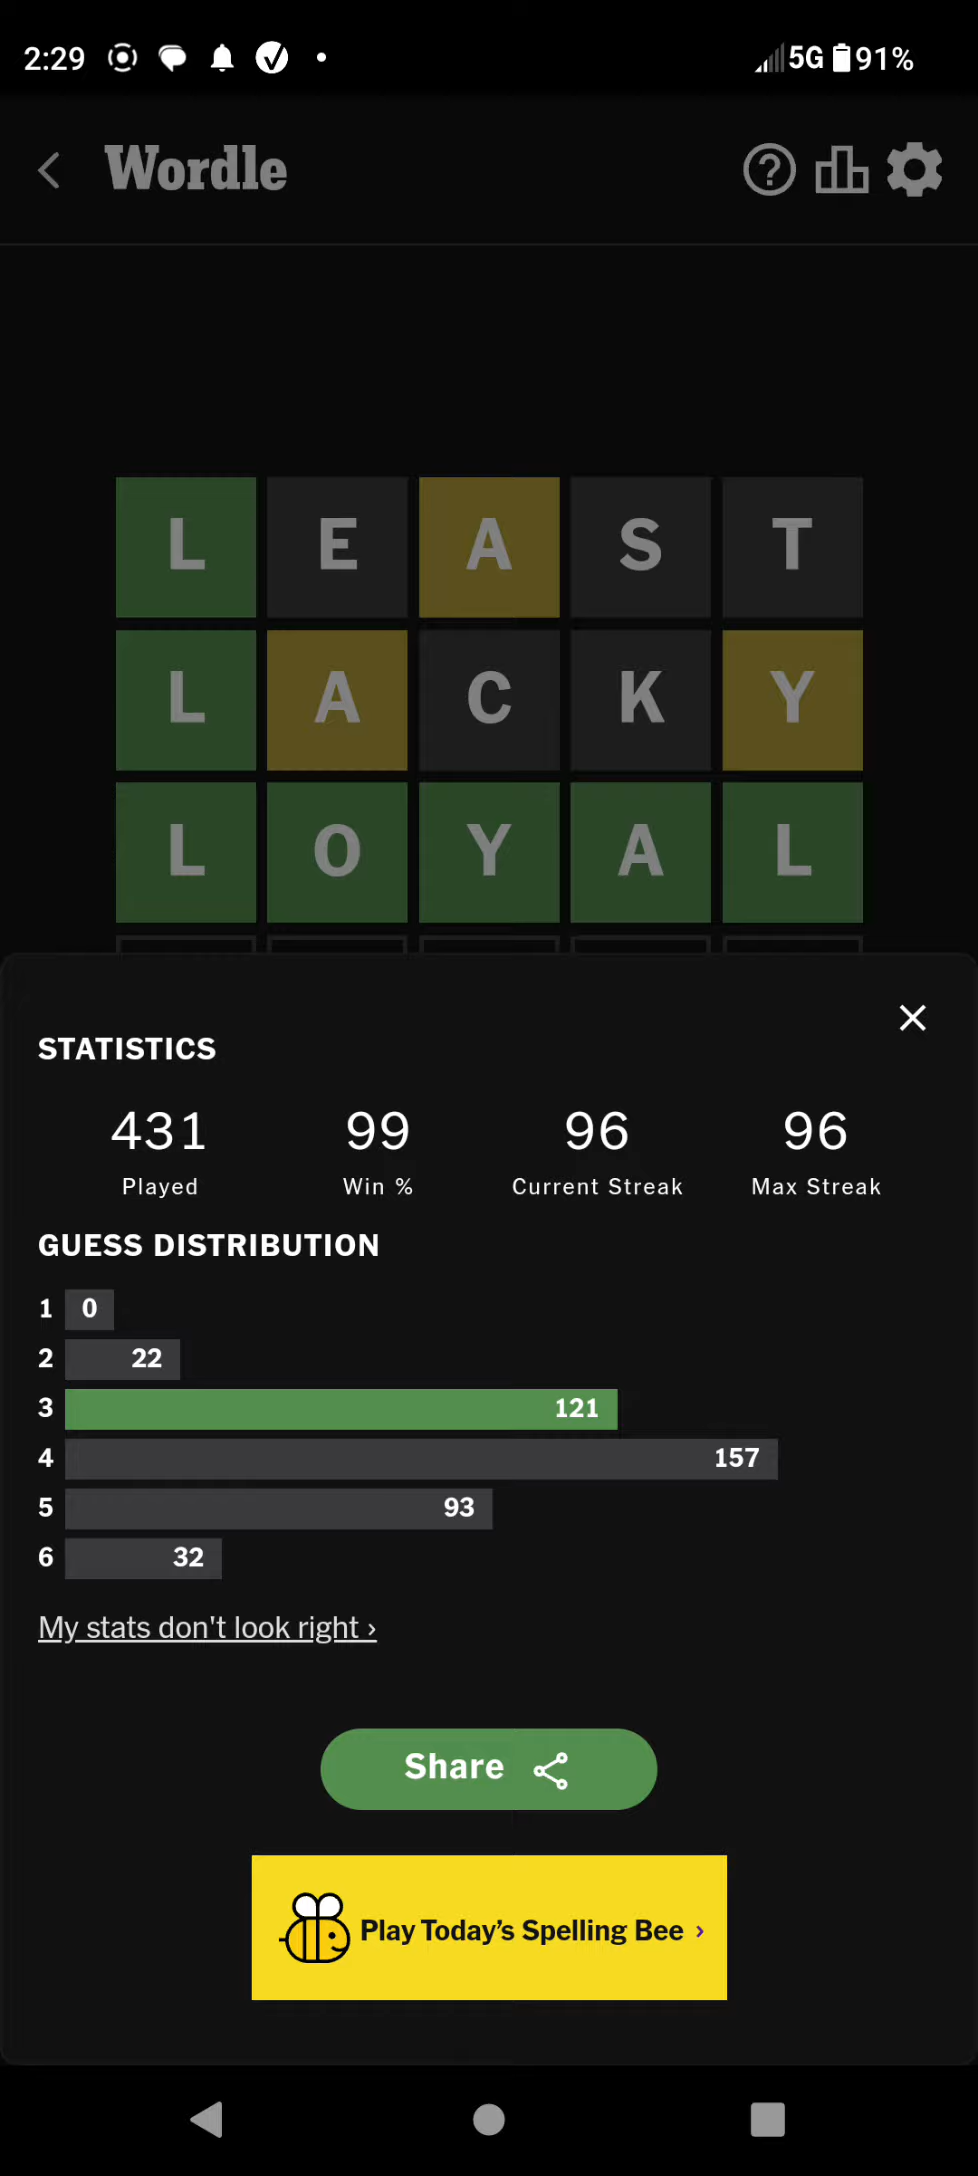 2:29 5G 91%
Wordle
L E A S T
L A C K Y
L O Y A L
STATISTICS
431 99 96 96
Played Win % Current Streak Max Streak
GUESS DISTRIBUTION
1 0
2 22
3 121
4 157
5 93
6 32
My stats don't look right ›
Share
Play Today’s Spelling Bee ›